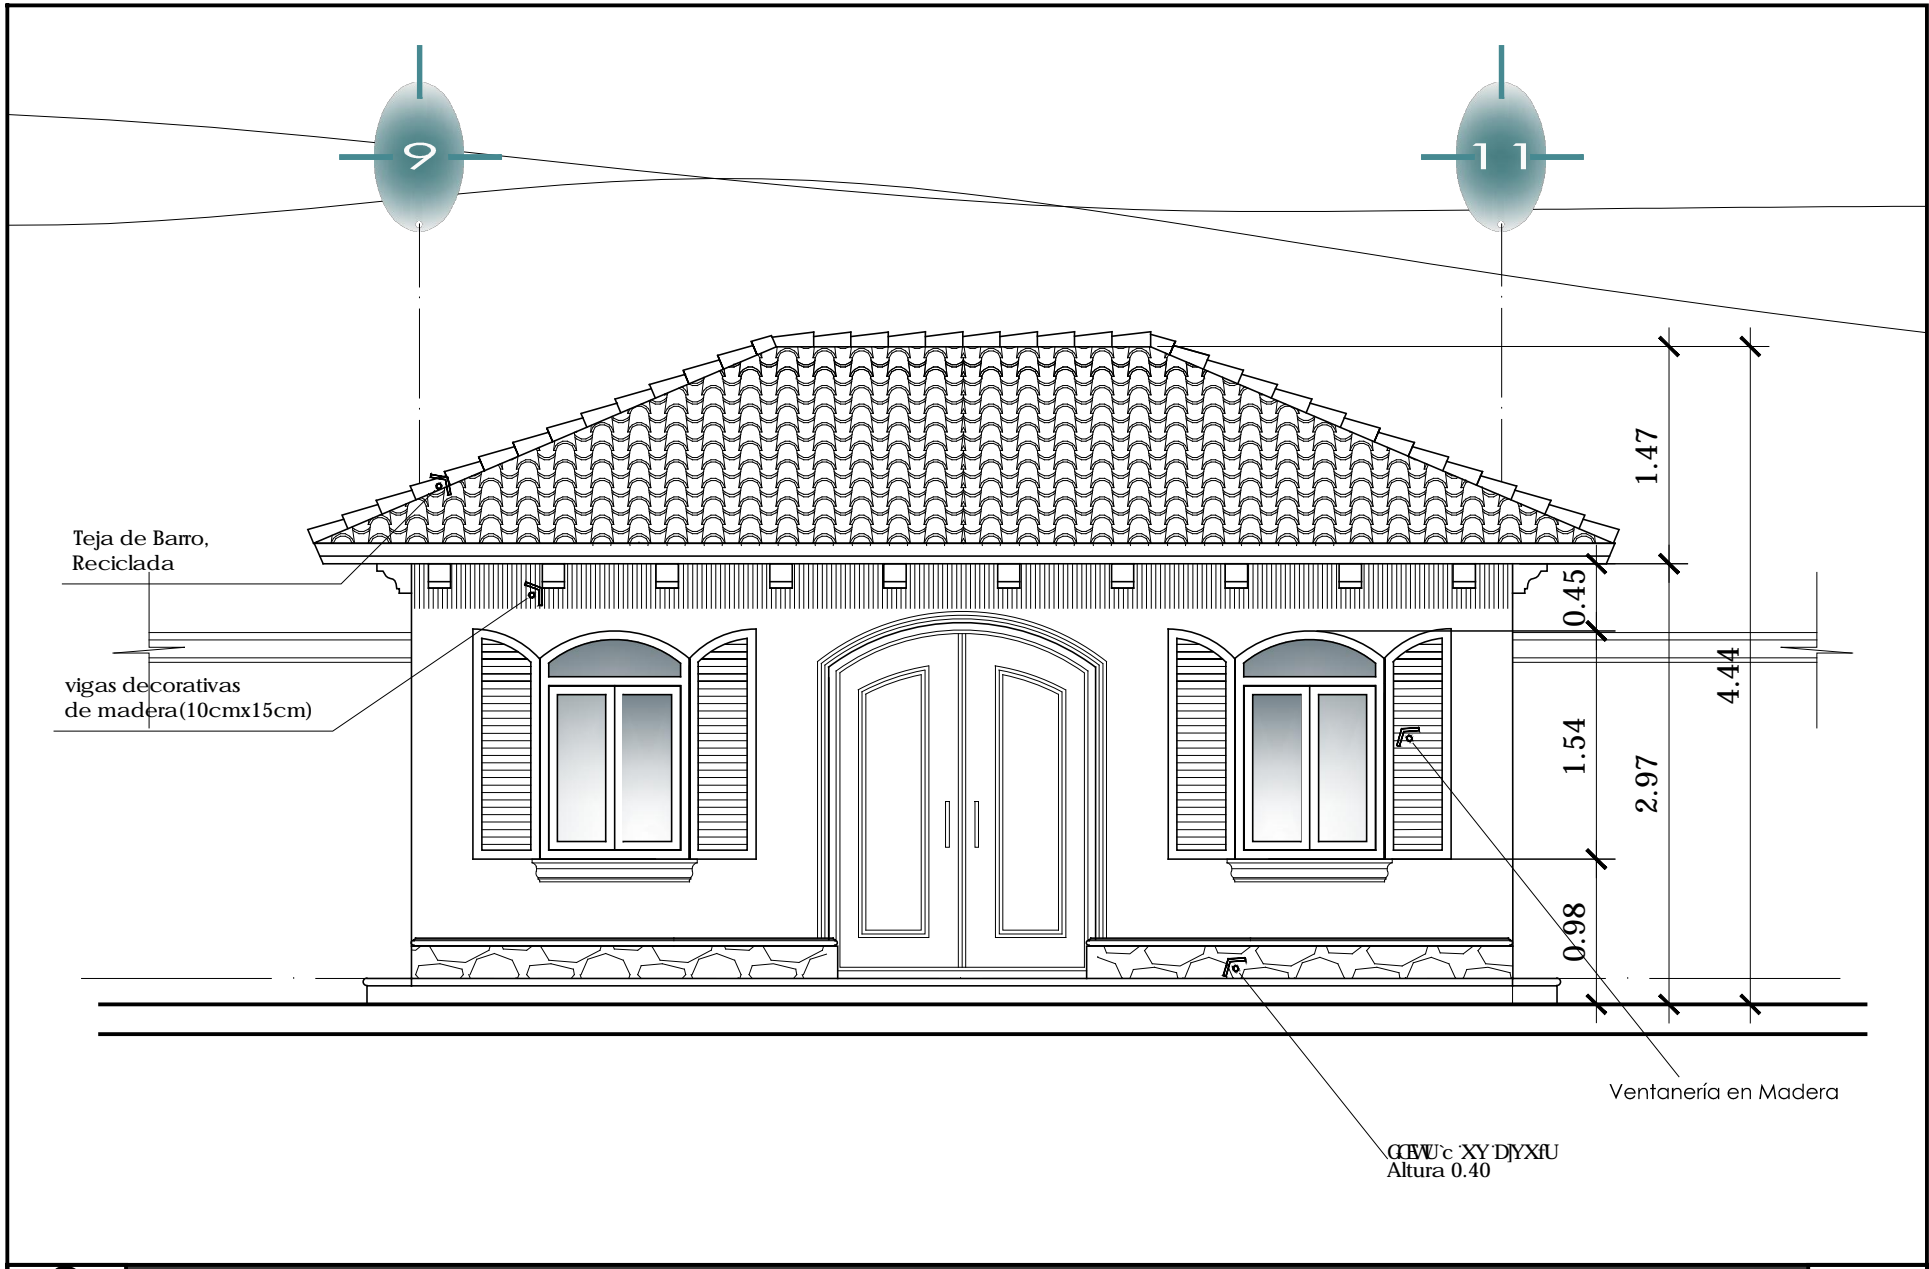 9
11
1.47
Teja de Barro,
Reciclada
0.45
4.44
vigas decorativas
de madera(10cmx15cm)
1.54
2.97
0.98
Ventanería en Madera
Altura 0.40